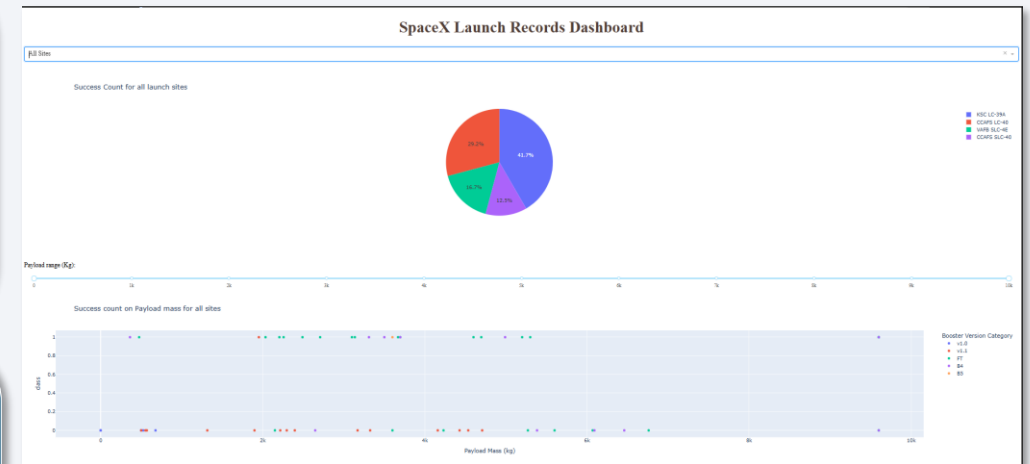 SpaceX Launch Records Dashboard
All Sites
Success Count for all launch sites
KSC LC-39A
CCAFS LC-40
VAFB SLC-4E
CCAFS SLC-40
29.2% 41.7%
16.7% 12.5%
Payload range (Kg):
0 1k 2k 3k 4k 5k 6k 7k 8k 9k 10k
Success count on Payload mass for all sites
Booster Version Category
v1.0
v1.1
FT
B4
B5
1
0.8
0.6
0.4
0.2
0
class
0 2k 4k 6k 8k 10k
Payload Mass (kg)